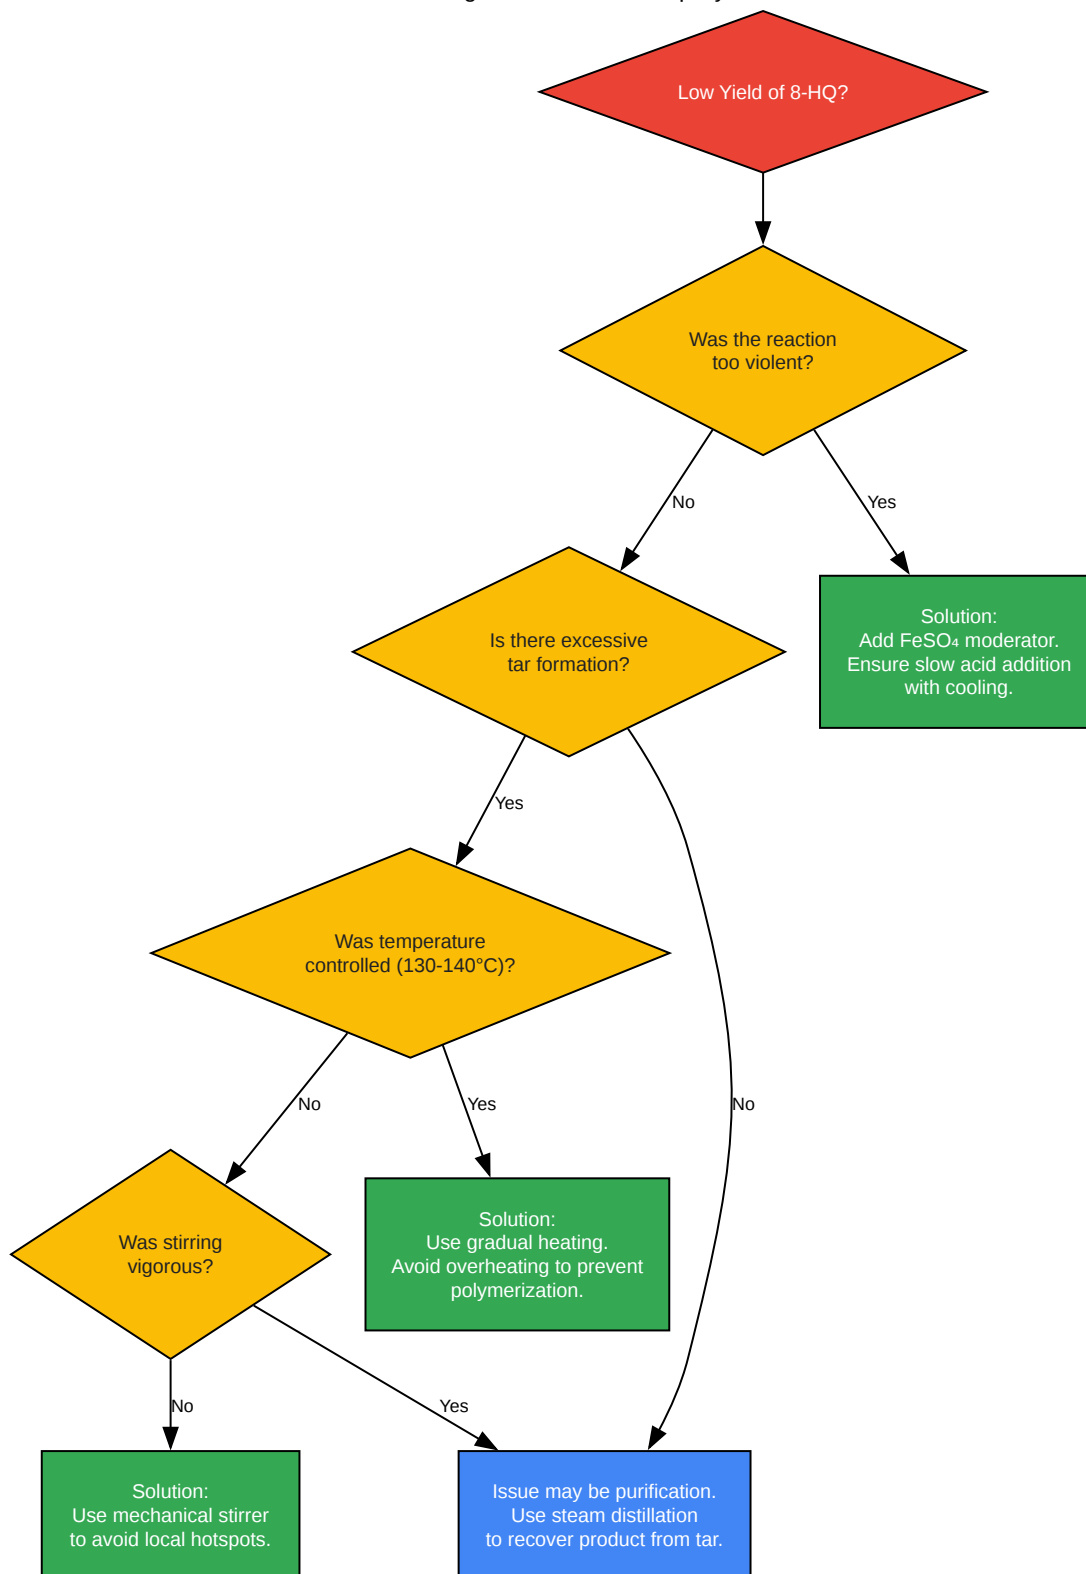 Low Yield of 8-HQ?
Was the reaction
too violent?
No
Yes
Is there excessive
tar formation?
Solution:
Add FeSO₄ moderator.
Ensure slow acid addition
with cooling.
Yes
Was temperature
controlled (130-140°C)?
No
Yes
No
Was stirring
vigorous?
Solution:
Use gradual heating.
Avoid overheating to prevent
polymerization.
No
Yes
Solution:
Use mechanical stirrer
to avoid local hotspots.
Issue may be purification.
Use steam distillation
to recover product from tar.